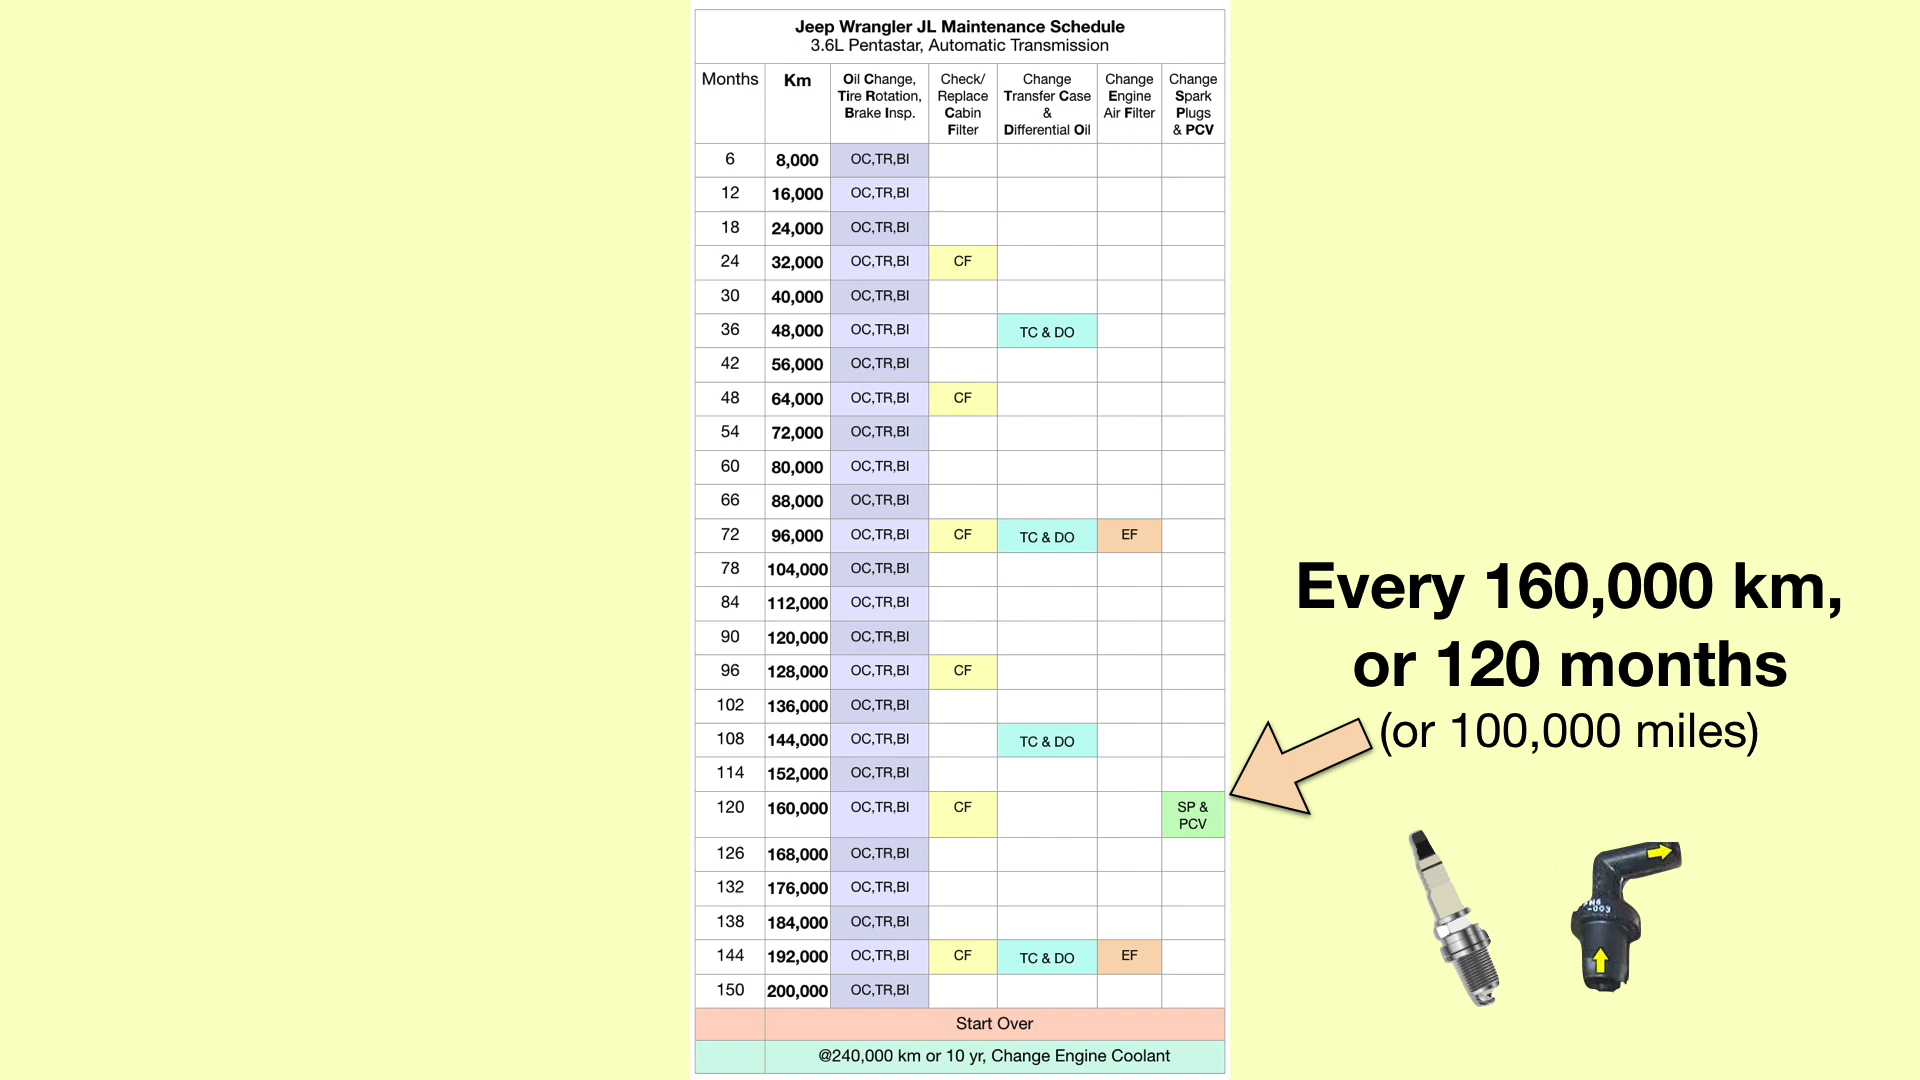 Jeep Wrangler JL Maintenance Schedule
3.6L Pentastar, Automatic Transmission
Months Km Oil Change, Tire Rotation, Brake Insp. Check/ Replace Cabin Filter Change Transfer Case & Differential Oil Change Engine Air Filter Change Spark Plugs & PCV
6 8,000 OC,TR,BI
12 16,000 OC,TR,BI
18 24,000 OC,TR,BI
24 32,000 OC,TR,BI CF
30 40,000 OC,TR,BI
36 48,000 OC,TR,BI TC & DO
42 56,000 OC,TR,BI
48 64,000 OC,TR,BI CF
54 72,000 OC,TR,BI
60 80,000 OC,TR,BI
66 88,000 OC,TR,BI
72 96,000 OC,TR,BI CF TC & DO EF
78 104,000 OC,TR,BI
84 112,000 OC,TR,BI
90 120,000 OC,TR,BI
96 128,000 OC,TR,BI CF
102 136,000 OC,TR,BI
108 144,000 OC,TR,BI TC & DO
114 152,000 OC,TR,BI
120 160,000 OC,TR,BI CF SP & PCV
126 168,000 OC,TR,BI
132 176,000 OC,TR,BI
138 184,000 OC,TR,BI
144 192,000 OC,TR,BI CF TC & DO EF
150 200,000 OC,TR,BI
Start Over
@240,000 km or 10 yr, Change Engine Coolant
Every 160,000 km,
or 120 months
(or 100,000 miles)
-003